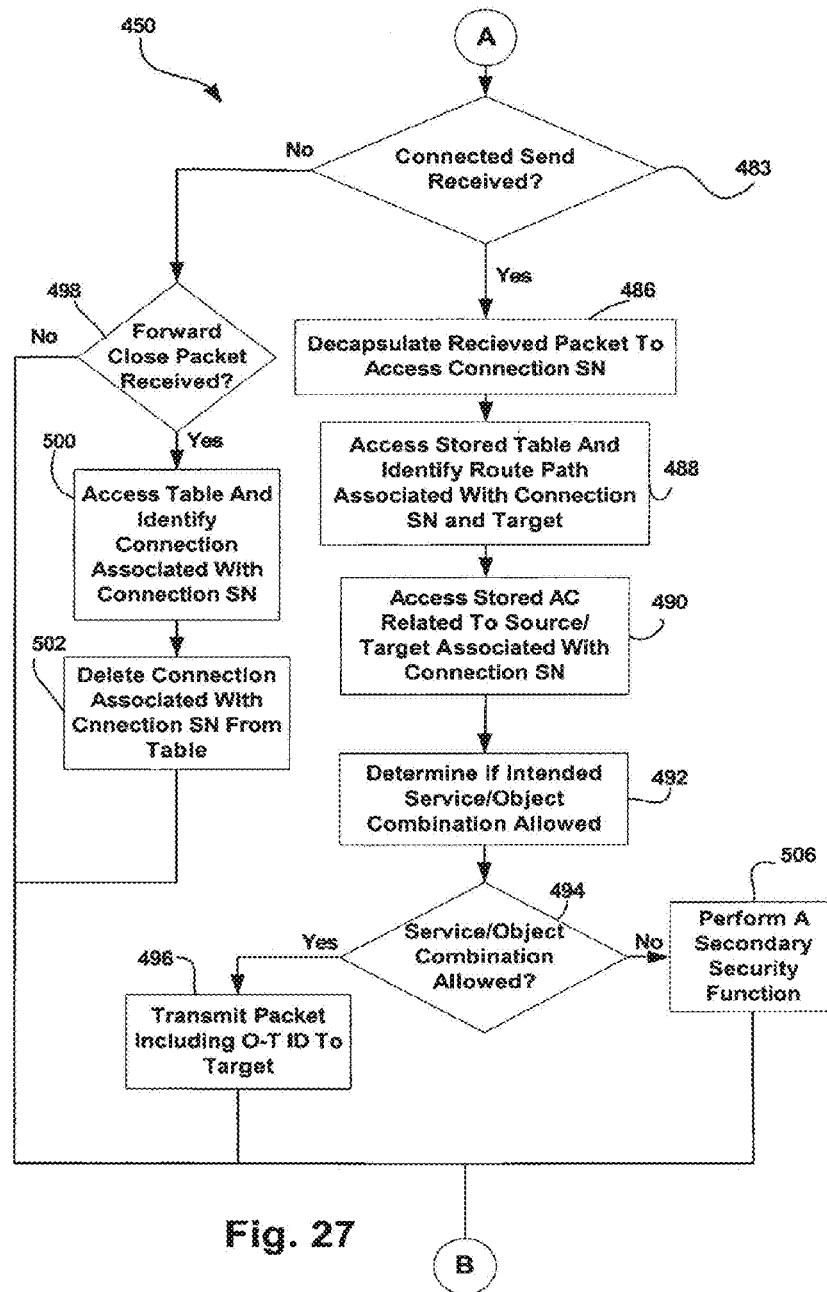 450
A
No
Connected Send
Received?
483
Yes
498
No
Forward
Close Packet
Received?
486
Decapsulate Recieved Packet To
Access Connection SN
500
Yes
Access Table And
Identify
Connection
Associated With
Connection SN
Access Stored Table And
Identify Route Path
Associated With Connection
SN and Target
488
Access Stored AC
Related To Source/
Target Associated With
Connection SN
490
502
Delete Connection
Associated With
Cnnection SN From
Table
Determine If Intended
Service/Object
Combination Allowed
492
494
Service/Object
Combination
Allowed?
Yes
No
506
Perform A
Secondary
Security
Function
496
Transmit Packet
Including O-T ID To
Target
Fig. 27
B